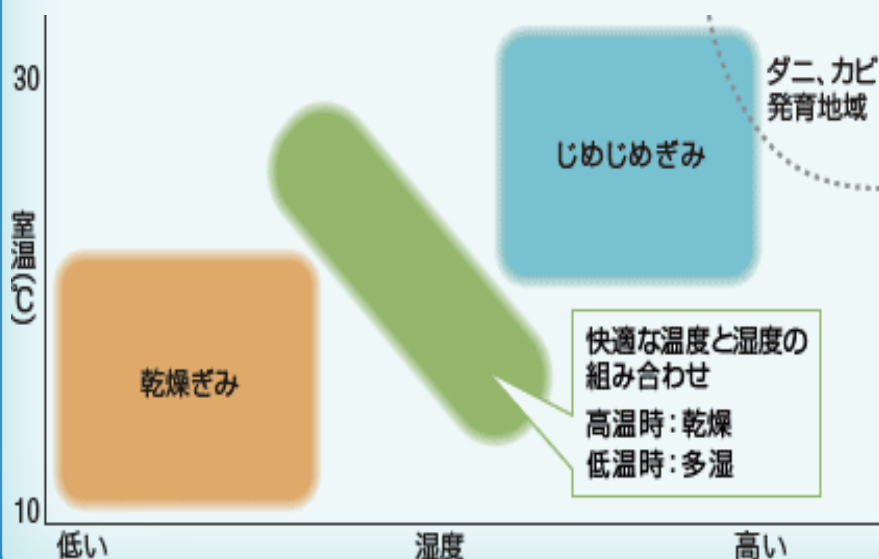 30
ダニ、カビ
発育地域
じめじめぎみ
室温(℃)
快適な温度と湿度の
組み合わせ
高温時：乾燥
低温時：多湿
乾燥ぎみ
10
低い
湿度
高い